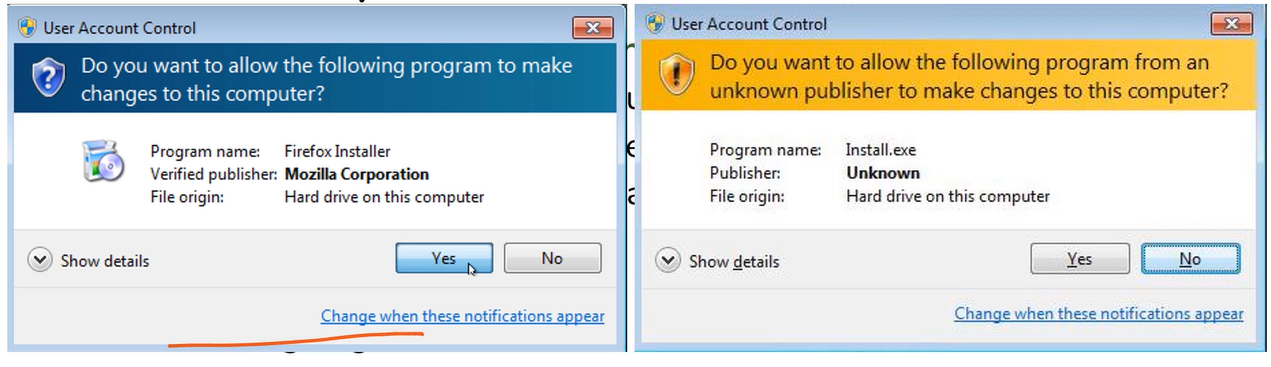 User Account Control
Do you want to allow the following program to make
changes to this computer?
Program name: Firefox Installer
Verified publisher: Mozilla Corporation
File origin: Hard drive on this computer
Show details
Yes
No
Change when these notifications appear
User Account Control
Do you want to allow the following program from an
unknown publisher to make changes to this computer?
Program name: Install.exe
Publisher: Unknown
File origin: Hard drive on this computer
Show details
Yes
No
Change when these notifications appear